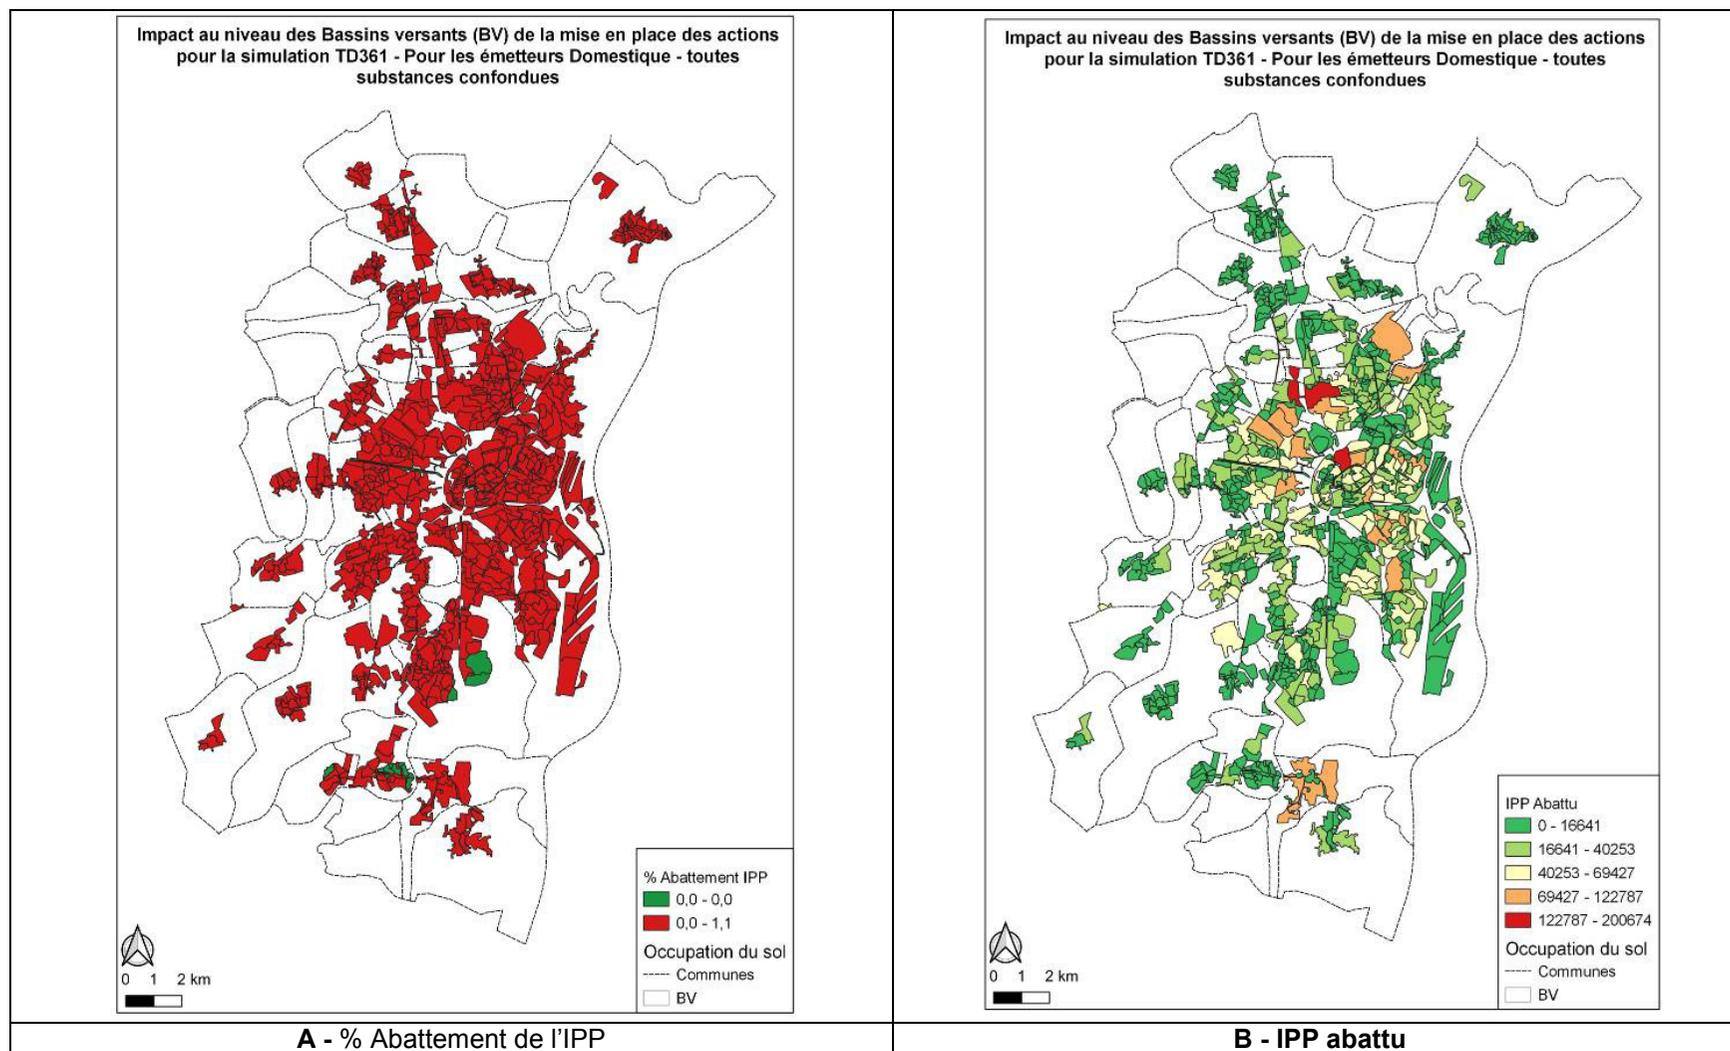 Impact au niveau des Bassins versants (BV) de la mise en place des actions
pour la simulation TD361 - Pour les émetteurs Domestique - toutes
substances confondues
% Abattement IPP
0,0 - 0,0
0,0 - 1,1
Occupation du sol
Communes
BV
0 1 2 km
A - % Abattement de l'IPP
Impact au niveau des Bassins versants (BV) de la mise en place des actions
pour la simulation TD361 - Pour les émetteurs Domestique - toutes
substances confondues
IPP Abattu
0 - 16641
16641 - 40253
40253 - 69427
69427 - 122787
122787 - 200674
Occupation du sol
Communes
BV
0 1 2 km
B - IPP abattu